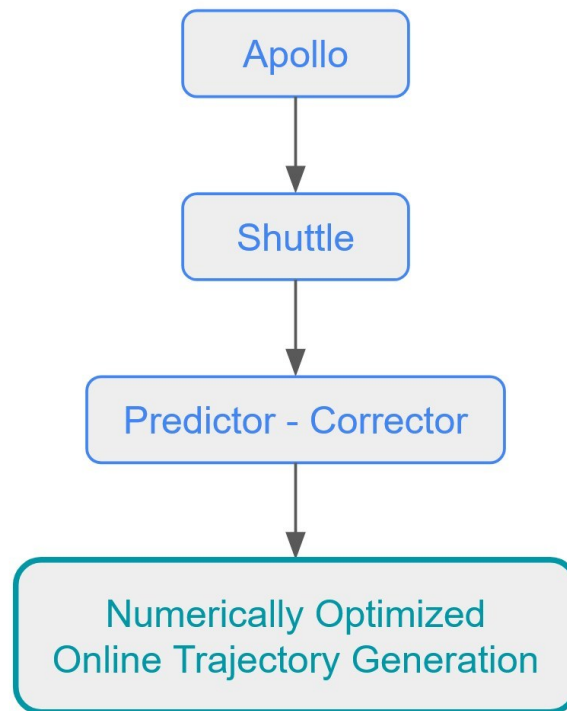 Apollo
Shuttle
Predictor - Corrector
Numerically Optimized
Online Trajectory Generation